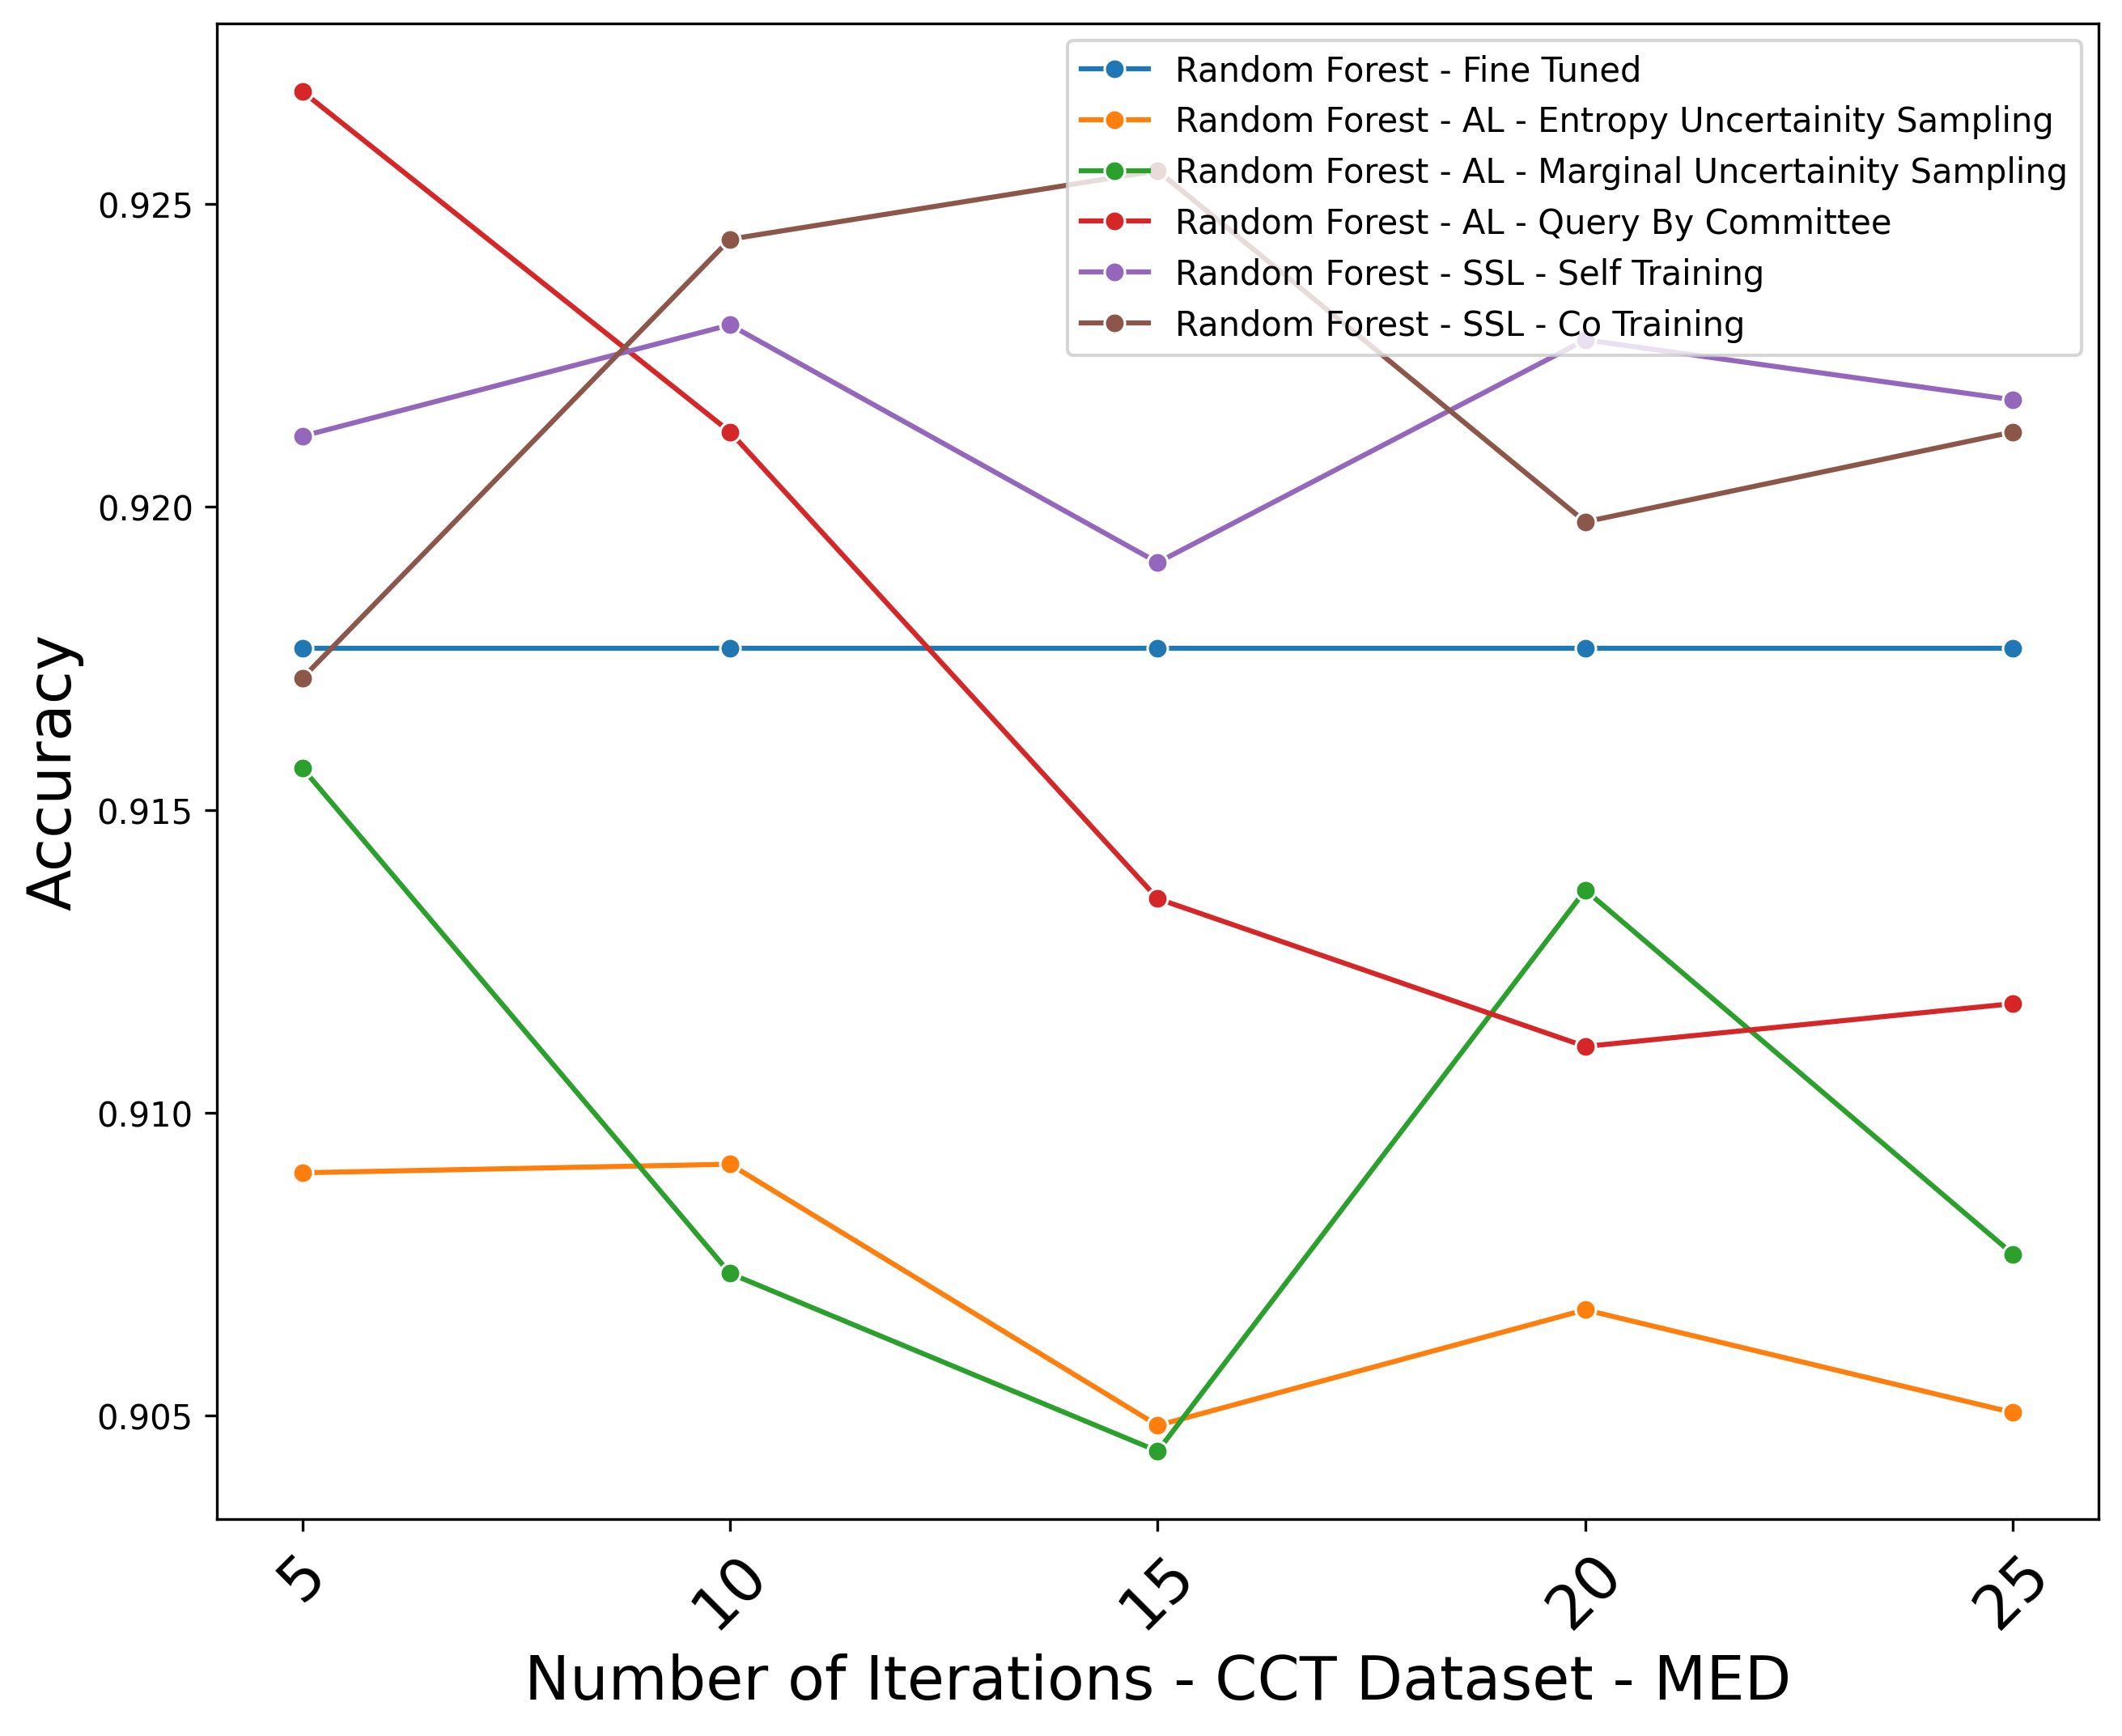 Random Forest - Fine Tuned
Random Forest - AL - Entropy Uncertainity Sampling
Random Forest - AL - Marginal Uncertainity Sampling
Random Forest - AL - Query By Committee
Random Forest - SSL - Self Training
Random Forest - SSL - Co Training
0.925
0.920
0.915
0.910
0.905
Accuracy
5 10 15 20 25
Number of Iterations - CCT Dataset - MED